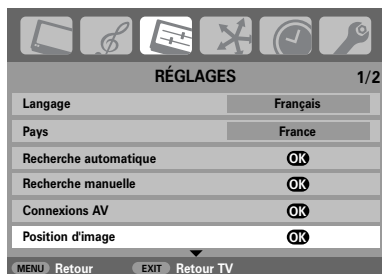 RÉGLAGES 1/2
Langage Français
Pays France
Recherche automatique OK
Recherche manuelle OK
Connexions AV OK
Position d'image OK
MENU Retour EXIT Retour TV